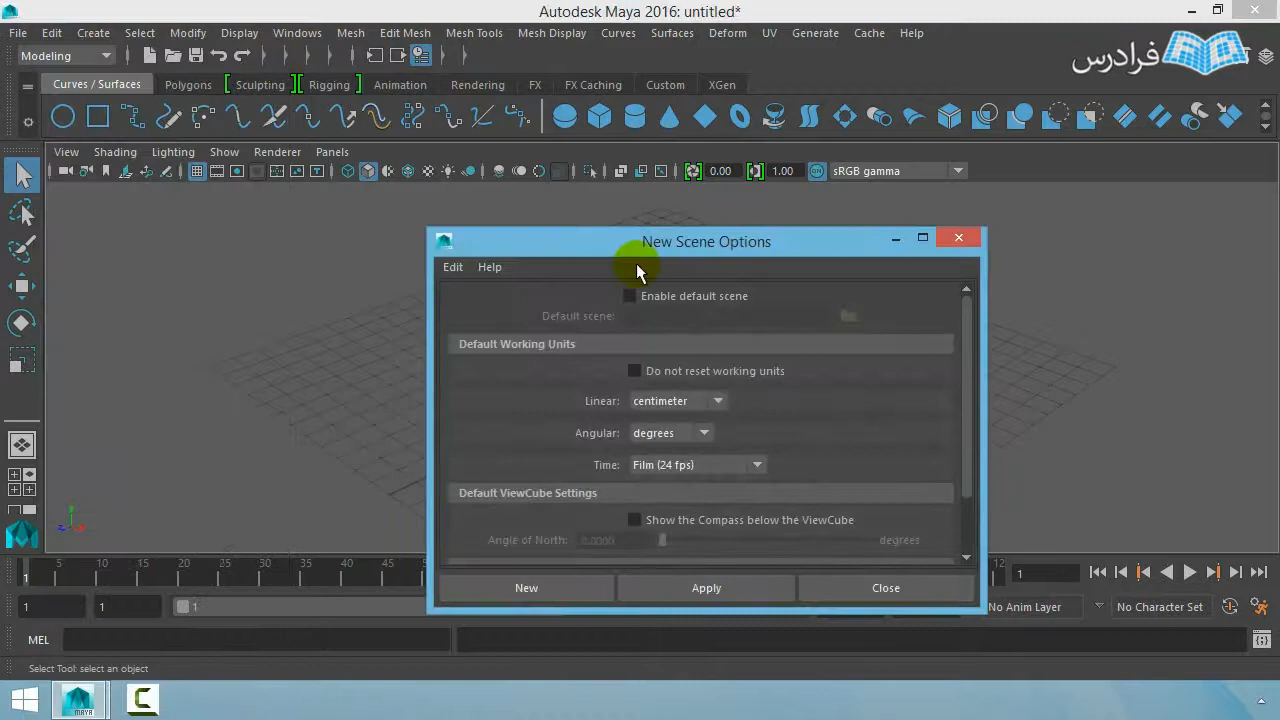 Autodesk Maya 2016: untitled*
File Edit Create Select Modify Display Windows Mesh Edit Mesh Mesh Tools Mesh Display Curves Surfaces Deform UV Generate Cache Help
Modeling
فرادرس
Curves / Surfaces Polygons Sculpting Rigging Animation Rendering FX FX Caching Custom XGen
View Shading Lighting Show Renderer Panels
0.00 1.00 sRGB gamma
New Scene Options
Edit Help
Enable default scene
Default scene:
Default Working Units
Do not reset working units
Linear: centimeter
Angular: degrees
Time: Film (24 fps)
Default ViewCube Settings
Show the Compass below the ViewCube
Angle of North: 0.0000 degrees
New Apply Close
1 5 10 15 20 25 30 35 40 45 12 1
1 1 1 No Anim Layer No Character Set
MEL
Select Tool: select an object
MAYA